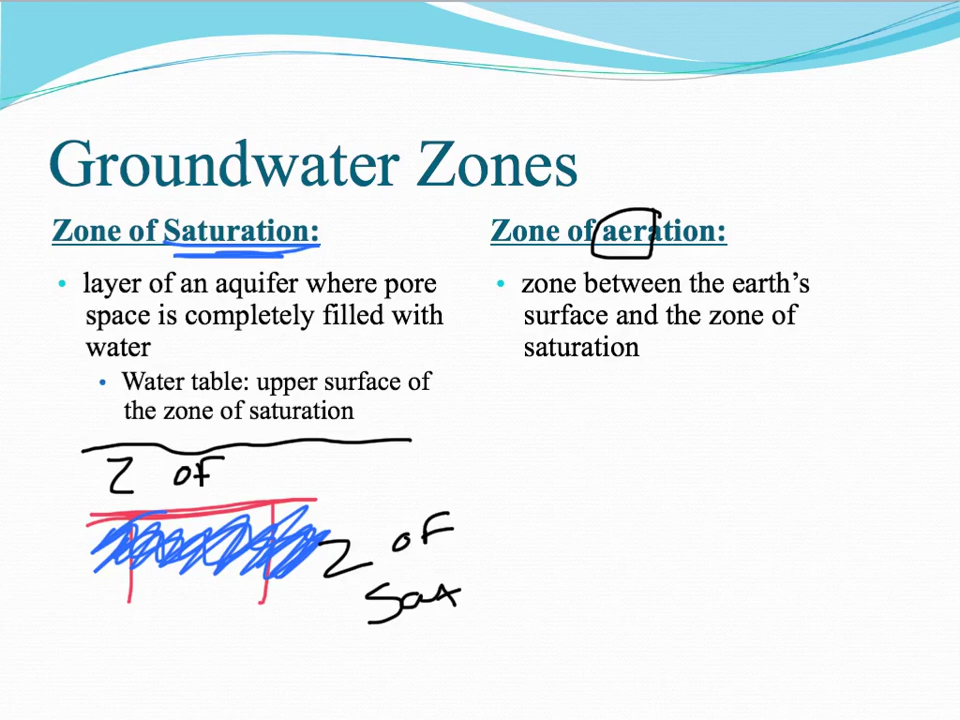 Groundwater Zones
Zone of Saturation:
• layer of an aquifer where pore
space is completely filled with
water
• Water table: upper surface of
the zone of saturation
Zone of aeration:
• zone between the earth’s
surface and the zone of
saturation
Z of
Z of
Sat